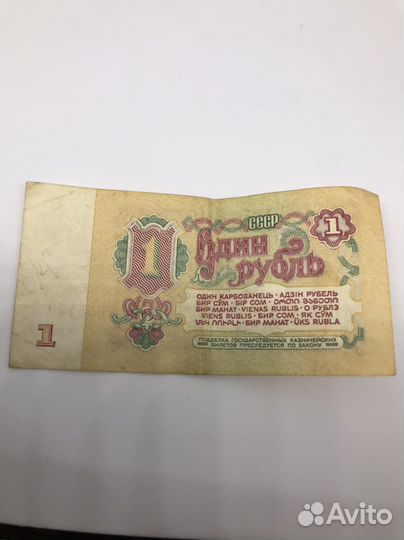 СССР
1
1
Один
рубль
ОДИН КАРБОВАНЕЦЬ · АДЗІН РУБЕЛЬ
БИР СЎМ · БІР СОМ · ᲔᲠᲗᲘ ᲛᲐᲜᲔᲗᲘ
БИР МАНАТ · VIENAS RUBLIS · О РУБЛЭ
VIENS RUBLIS · БИР СОМ · ЯК СЎМ
ՄԵԿ ՌՈՒԲԼԻ · БИР МАНАТ · ÜKS RUBLA
1
ПОДДЕЛКА ГОСУДАРСТВЕННЫХ КАЗНАЧЕЙСКИХ
БИЛЕТОВ ПРЕСЛЕДУЕТСЯ ПО ЗАКОНУ
Avito